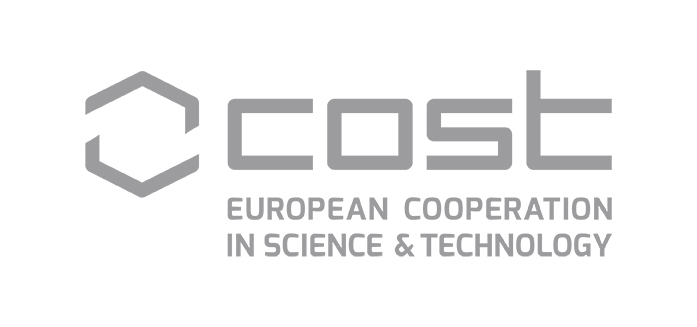 cost
EUROPEAN COOPERATION
IN SCIENCE & TECHNOLOGY